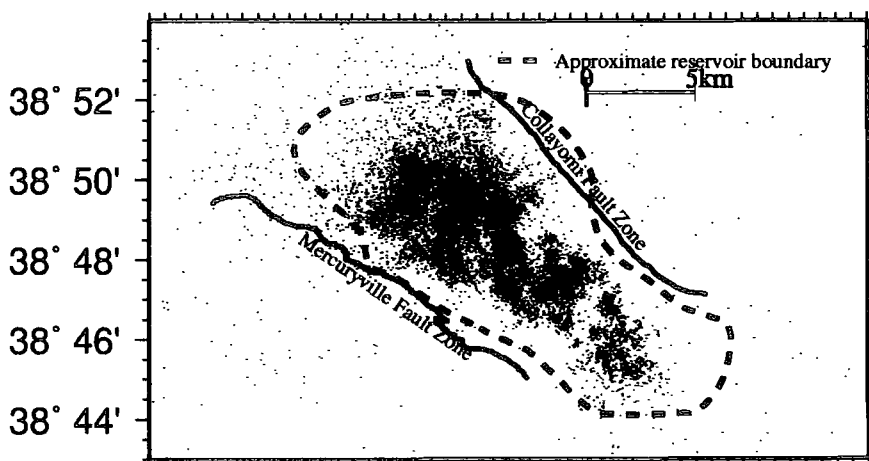 Approximate reservoir boundary
0 5km
38° 52'
38° 50'
38° 48'
38° 46'
38° 44'
Collayomi Fault Zone
Mercuryville Fault Zone